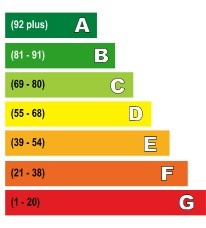 (92 plus) A
(81 - 91) B
(69 - 80) C
(55 - 68) D
(39 - 54) E
(21 - 38) F
(1 - 20) G